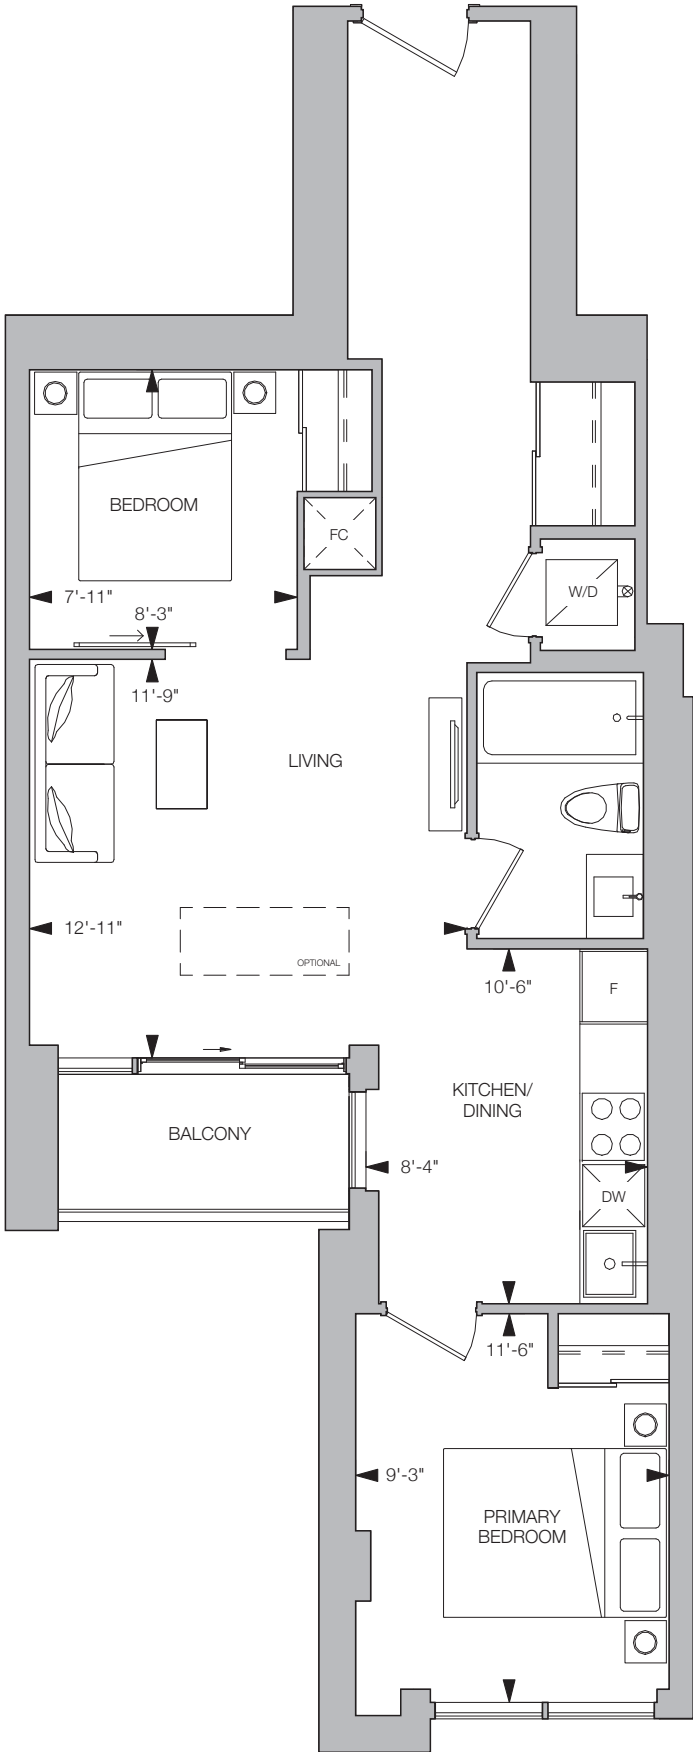 BEDROOM
FC
7'-11"
8'-3"
W/D
11'-9"
LIVING
12'-11"
OPTIONAL
10'-6"
F
KITCHEN/
DINING
BALCONY
8'-4"
DW
11'-6"
9'-3"
PRIMARY
BEDROOM